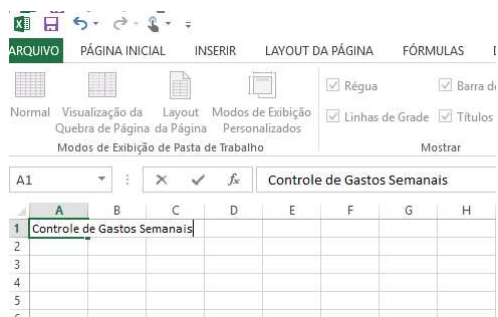 ARQUIVO PÁGINA INICIAL INSERIR LAYOUT DA PÁGINA FÓRMULAS
Normal Visualização da Quebra de Página Layout da Página Modos de Exibição Personalizados
Modos de Exibição de Pasta de Trabalho
Régua Barra d
Linhas de Grade Títulos
Mostrar
A1 fx Controle de Gastos Semanais
A B C D E F G H
1 Controle de Gastos Semanais
2
3
4
5